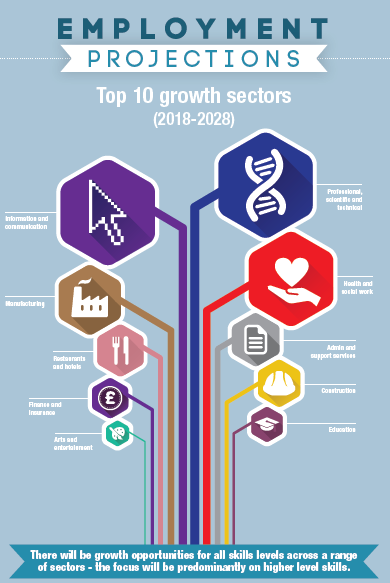 EMPLOYMENT
PROJECTIONS
Top 10 growth sectors
(2018-2028)
Professional,
scientific and
technical
Information and
communication
Health and
social work
Manufacturing
Admin and
support services
Restaurants
and hotels
Construction
Finance and
insurance
£
Education
Arts and
entertainment
There will be growth opportunities for all skills levels across a range
of sectors - the focus will be predominantly on higher level skills.